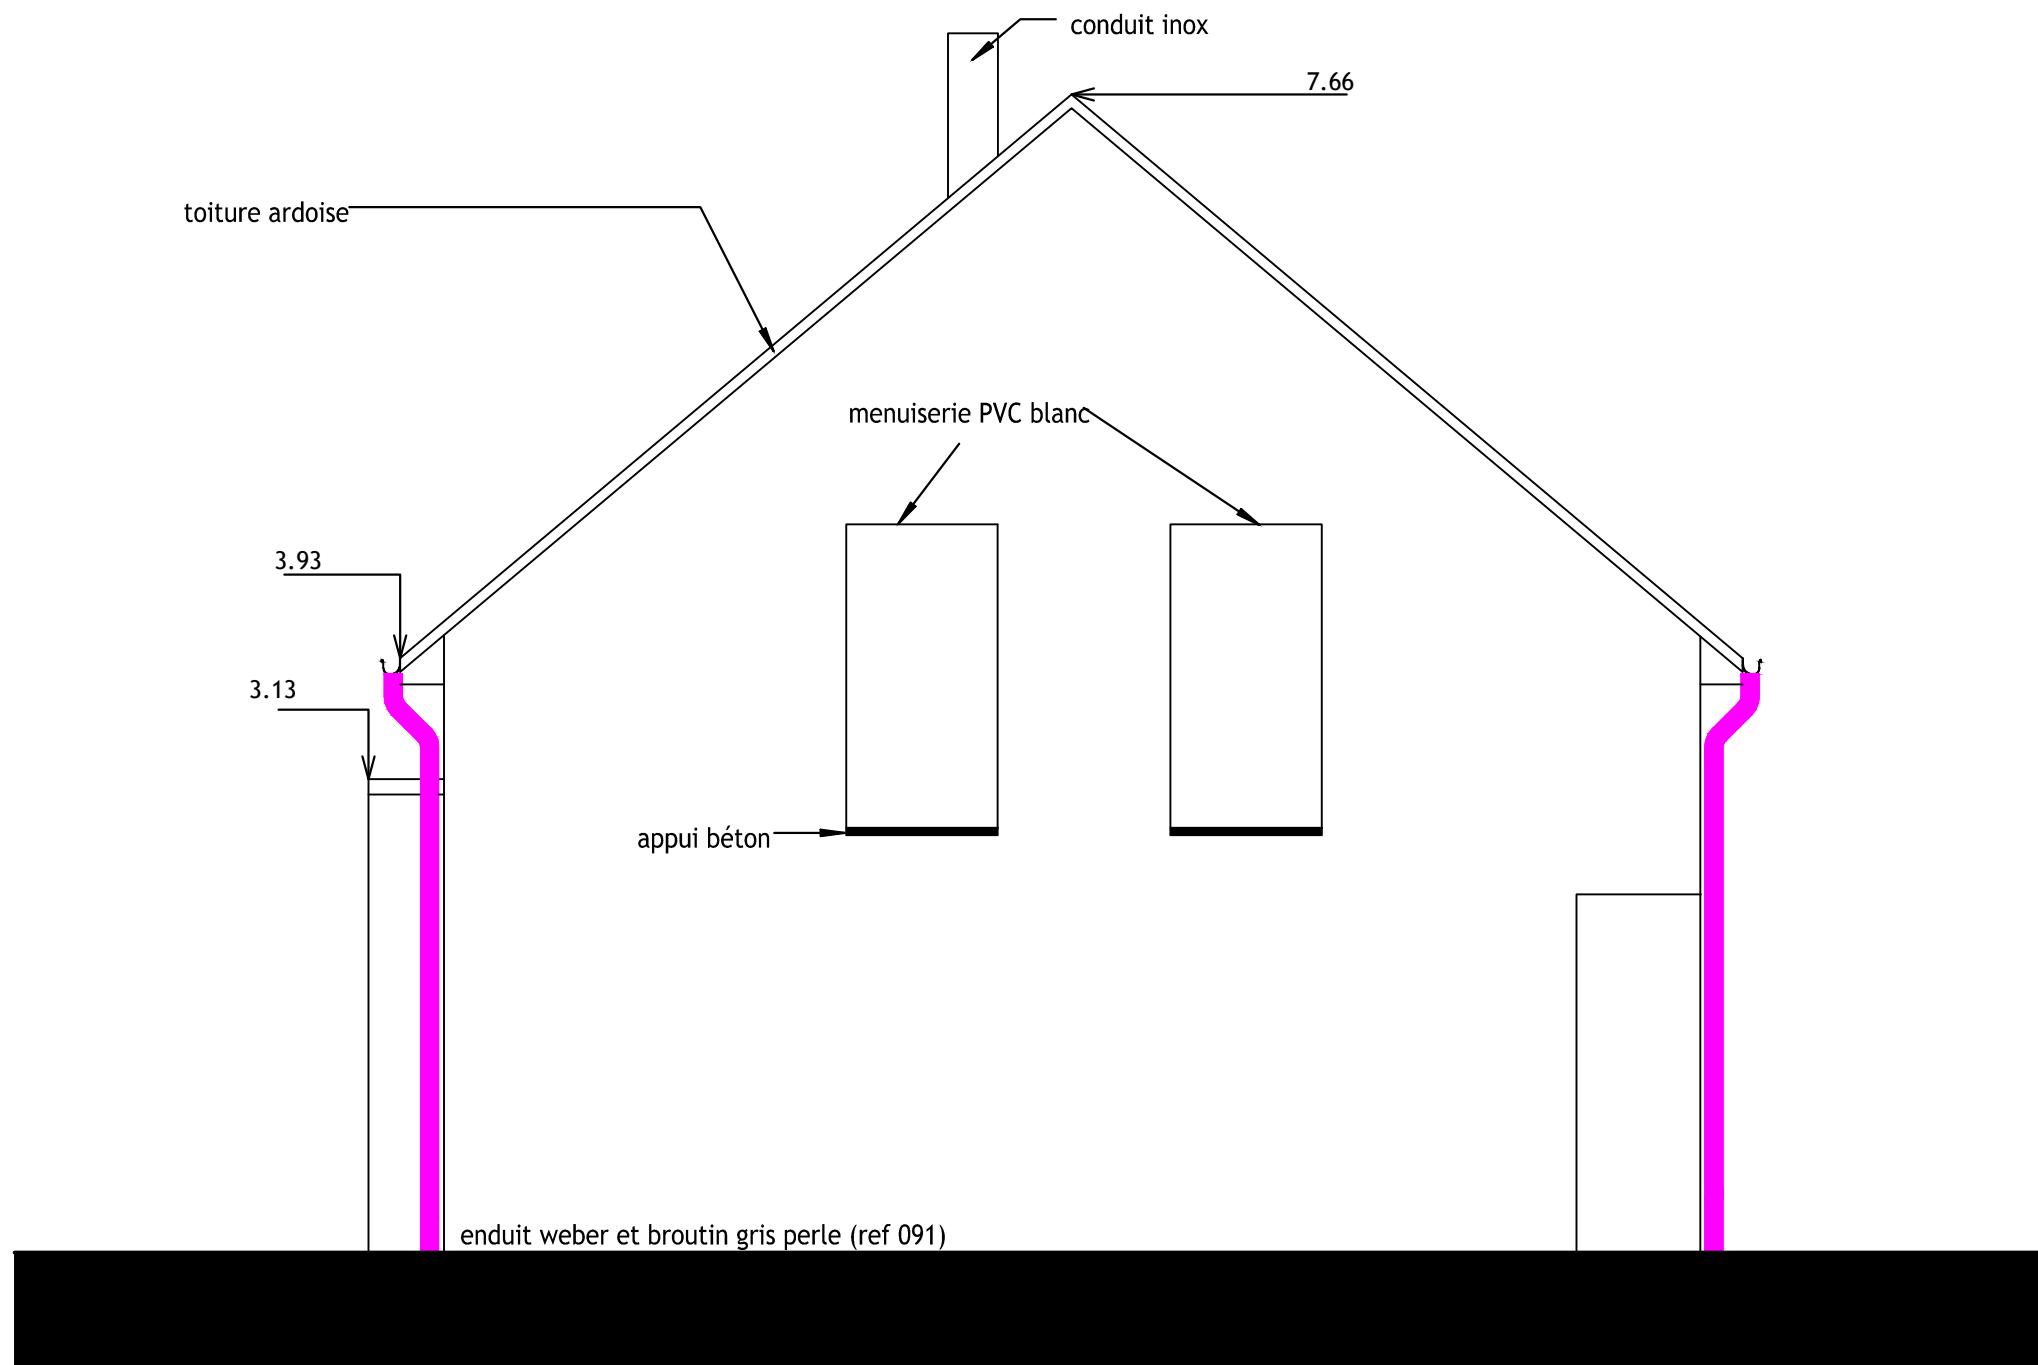 conduit inox
7.66
toiture ardoise
menuiserie PVC blanc
3.93
3.13
appui béton
enduit weber et broutin gris perle (ref 091)